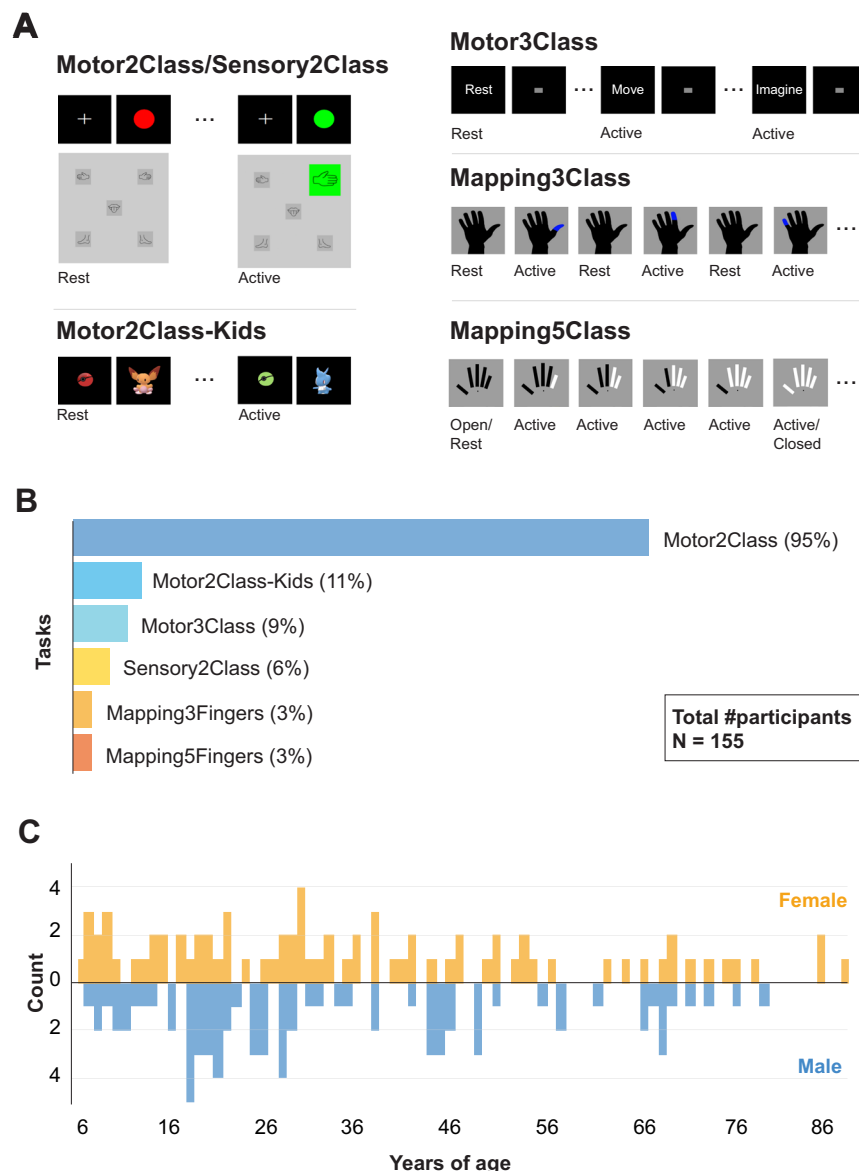 A
Motor2Class/Sensory2Class
...
Rest
Active
Motor2Class-Kids
...
Rest
Active
Motor3Class
Rest
... Move
... Imagine
Rest
Active
Active
Mapping3Class
...
Rest Active Rest Active Rest Active
Mapping5Class
...
Open/ Active Active Active Active Active/
Rest Closed
B
Tasks
Motor2Class (95%)
Motor2Class-Kids (11%)
Motor3Class (9%)
Sensory2Class (6%)
Mapping3Fingers (3%)
Mapping5Fingers (3%)
Total #participants
N = 155
C
Count
4
2
0
2
4
Female
Male
6 16 26 36 46 56 66 76 86
Years of age